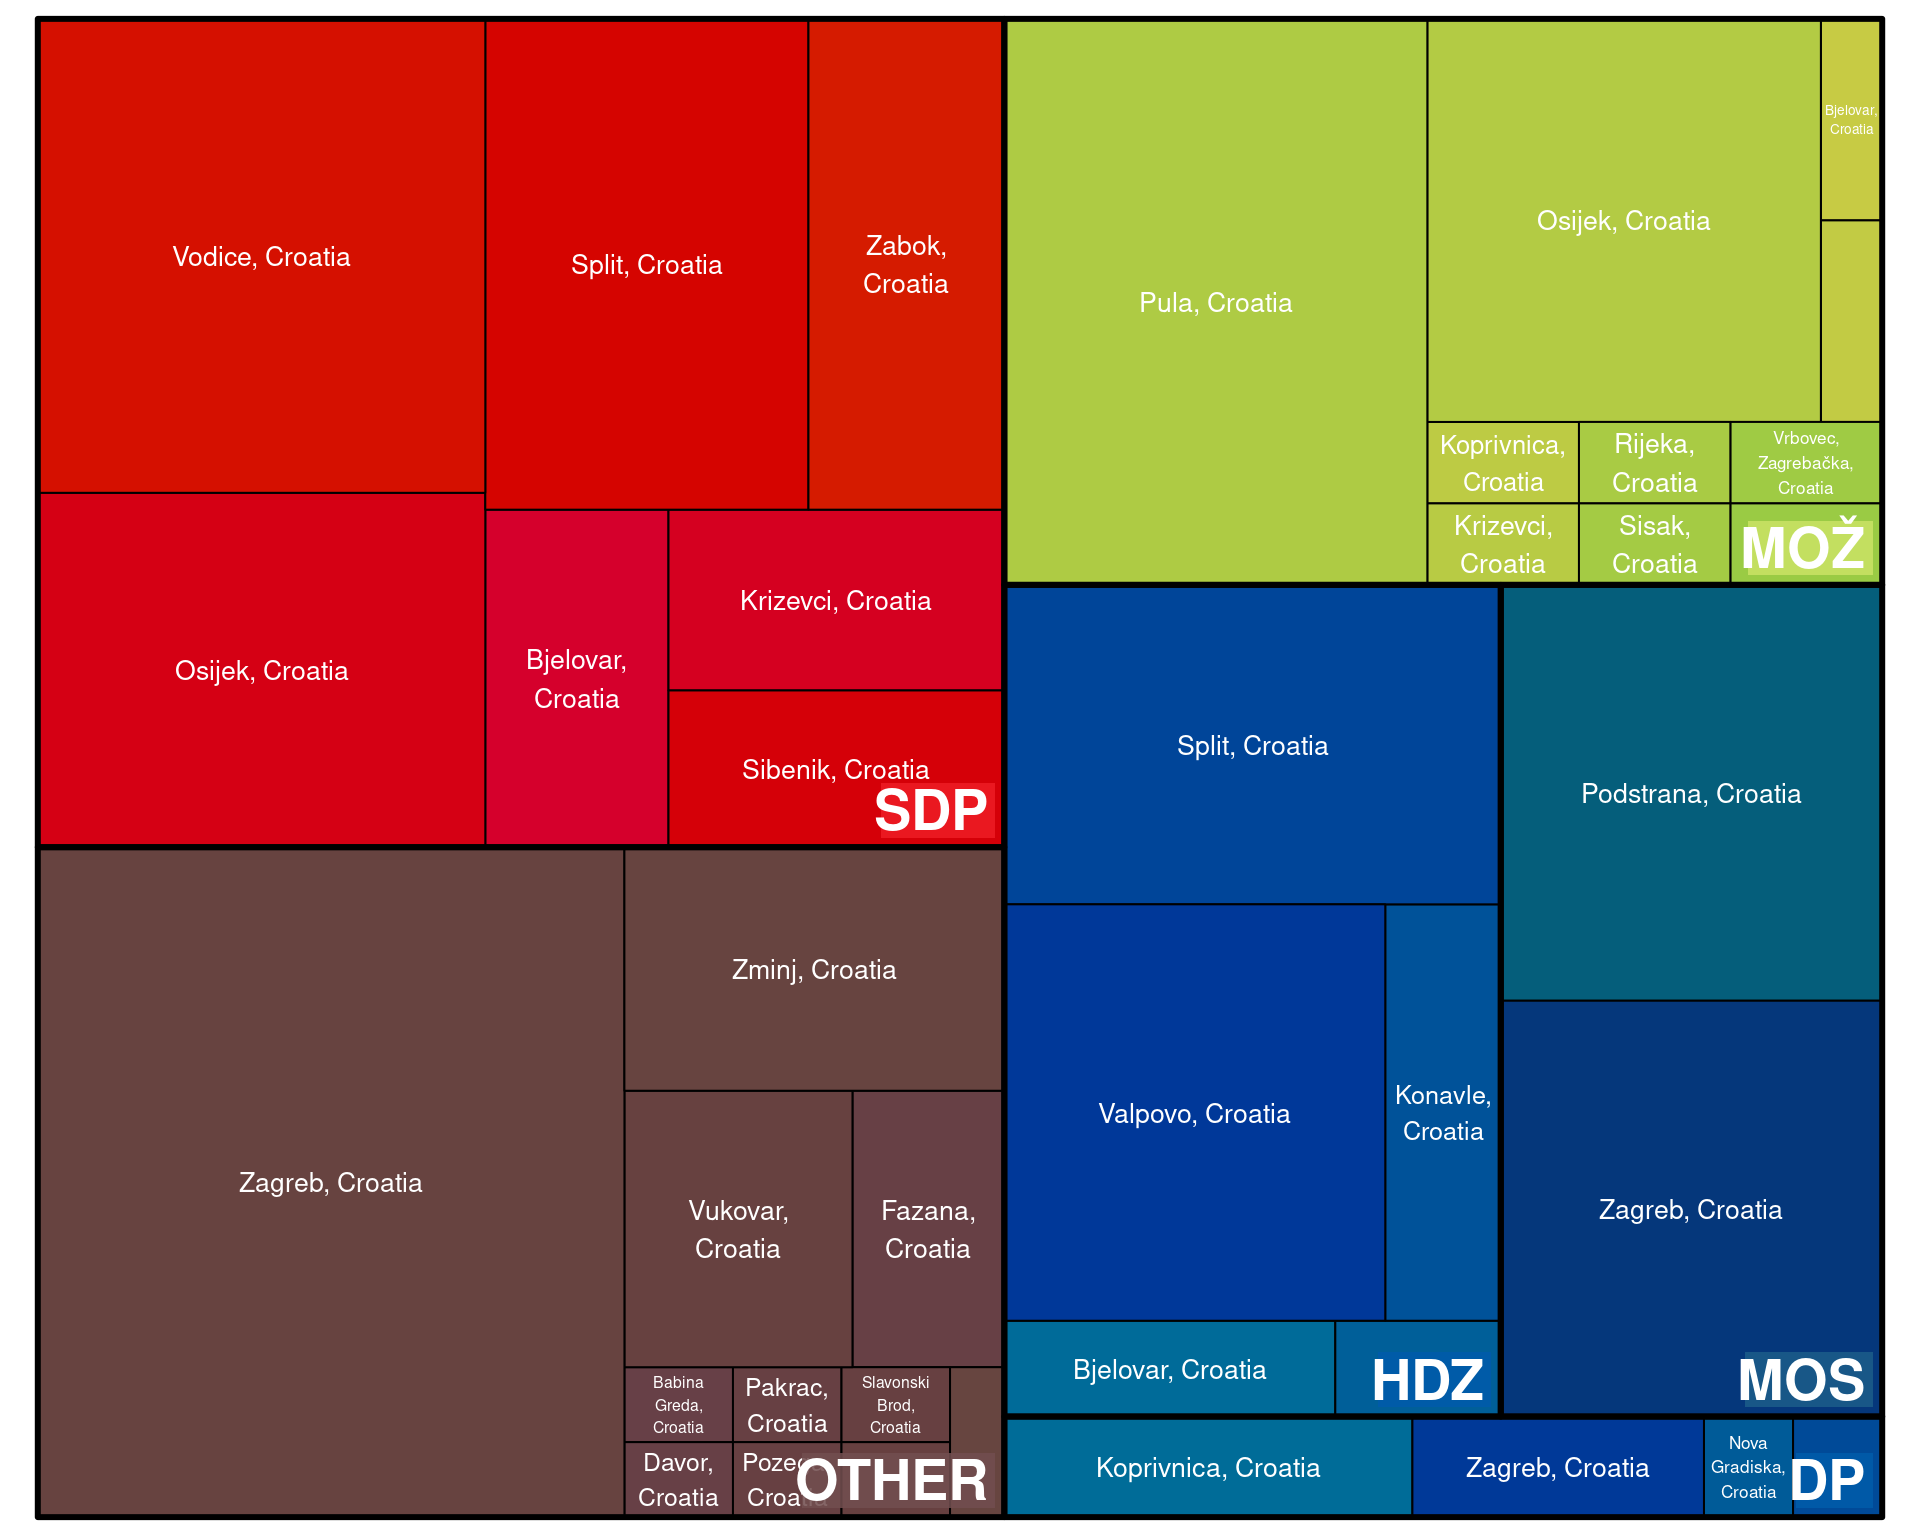 Vodice, Croatia
Split, Croatia
Zabok,
Croatia
Osijek, Croatia
Bjelovar,
Croatia
Krizevci, Croatia
Sibenik, Croatia
SDP
Pula, Croatia
Osijek, Croatia
Bjelovar,
Croatia
Koprivnica,
Croatia
Rijeka,
Croatia
Vrbovec,
Zagrebačka,
Croatia
Krizevci,
Croatia
Sisak,
Croatia
MOŽ
Zagreb, Croatia
Zminj, Croatia
Vukovar,
Croatia
Fazana,
Croatia
Babina
Greda,
Croatia
Pakrac,
Croatia
Slavonski
Brod,
Croatia
Davor,
Croatia
OTHER
Split, Croatia
Valpovo, Croatia
Konavle,
Croatia
Bjelovar, Croatia
HDZ
Podstrana, Croatia
Zagreb, Croatia
MOS
Koprivnica, Croatia
Zagreb, Croatia
Nova
Gradiska,
Croatia
DP